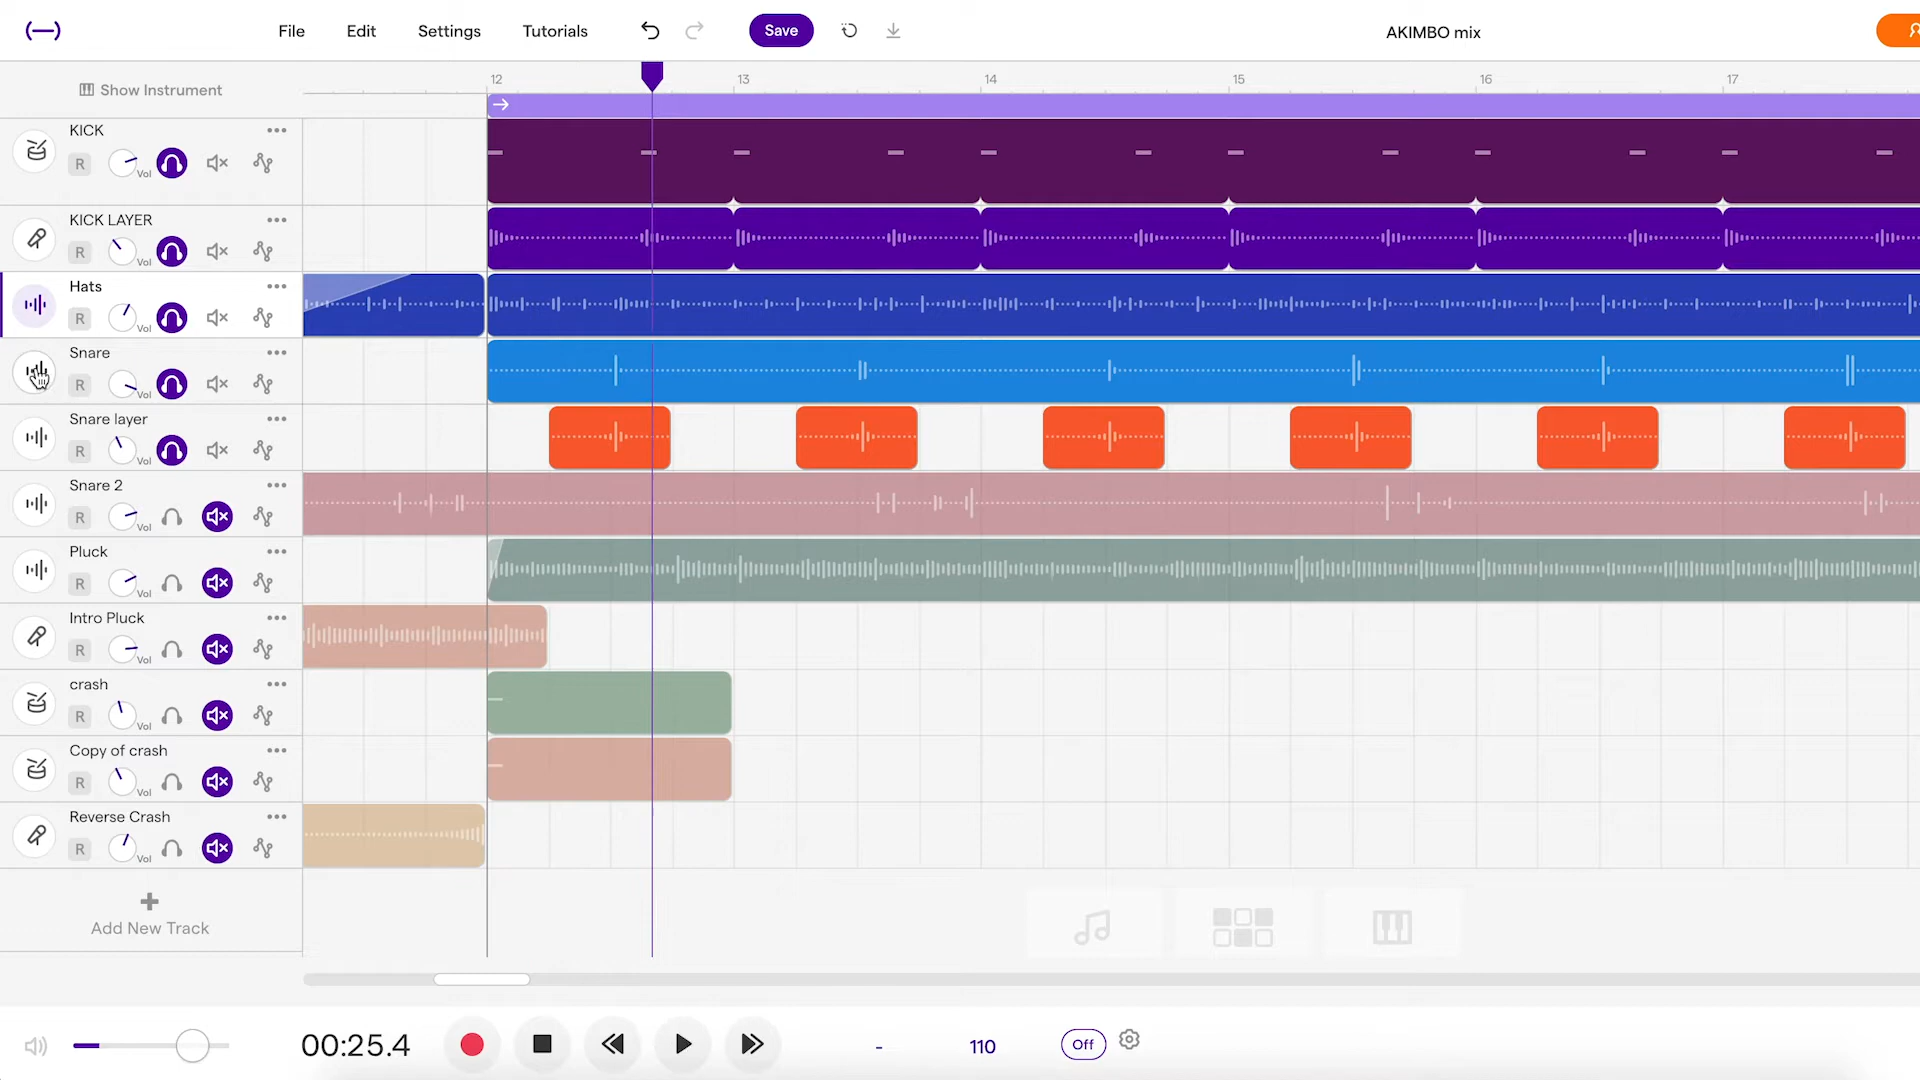 File Edit Settings Tutorials Save AKIMBO mix
Show Instrument
12 13 14 15 16 17
KICK
R Vol
KICK LAYER
R Vol
Hats
R Vol
Snare
R Vol
Snare layer
R Vol
Snare 2
R Vol
Pluck
R Vol
Intro Pluck
R Vol
crash
R Vol
Copy of crash
R Vol
Reverse Crash
R Vol
Add New Track
00:25.4 - 110 Off